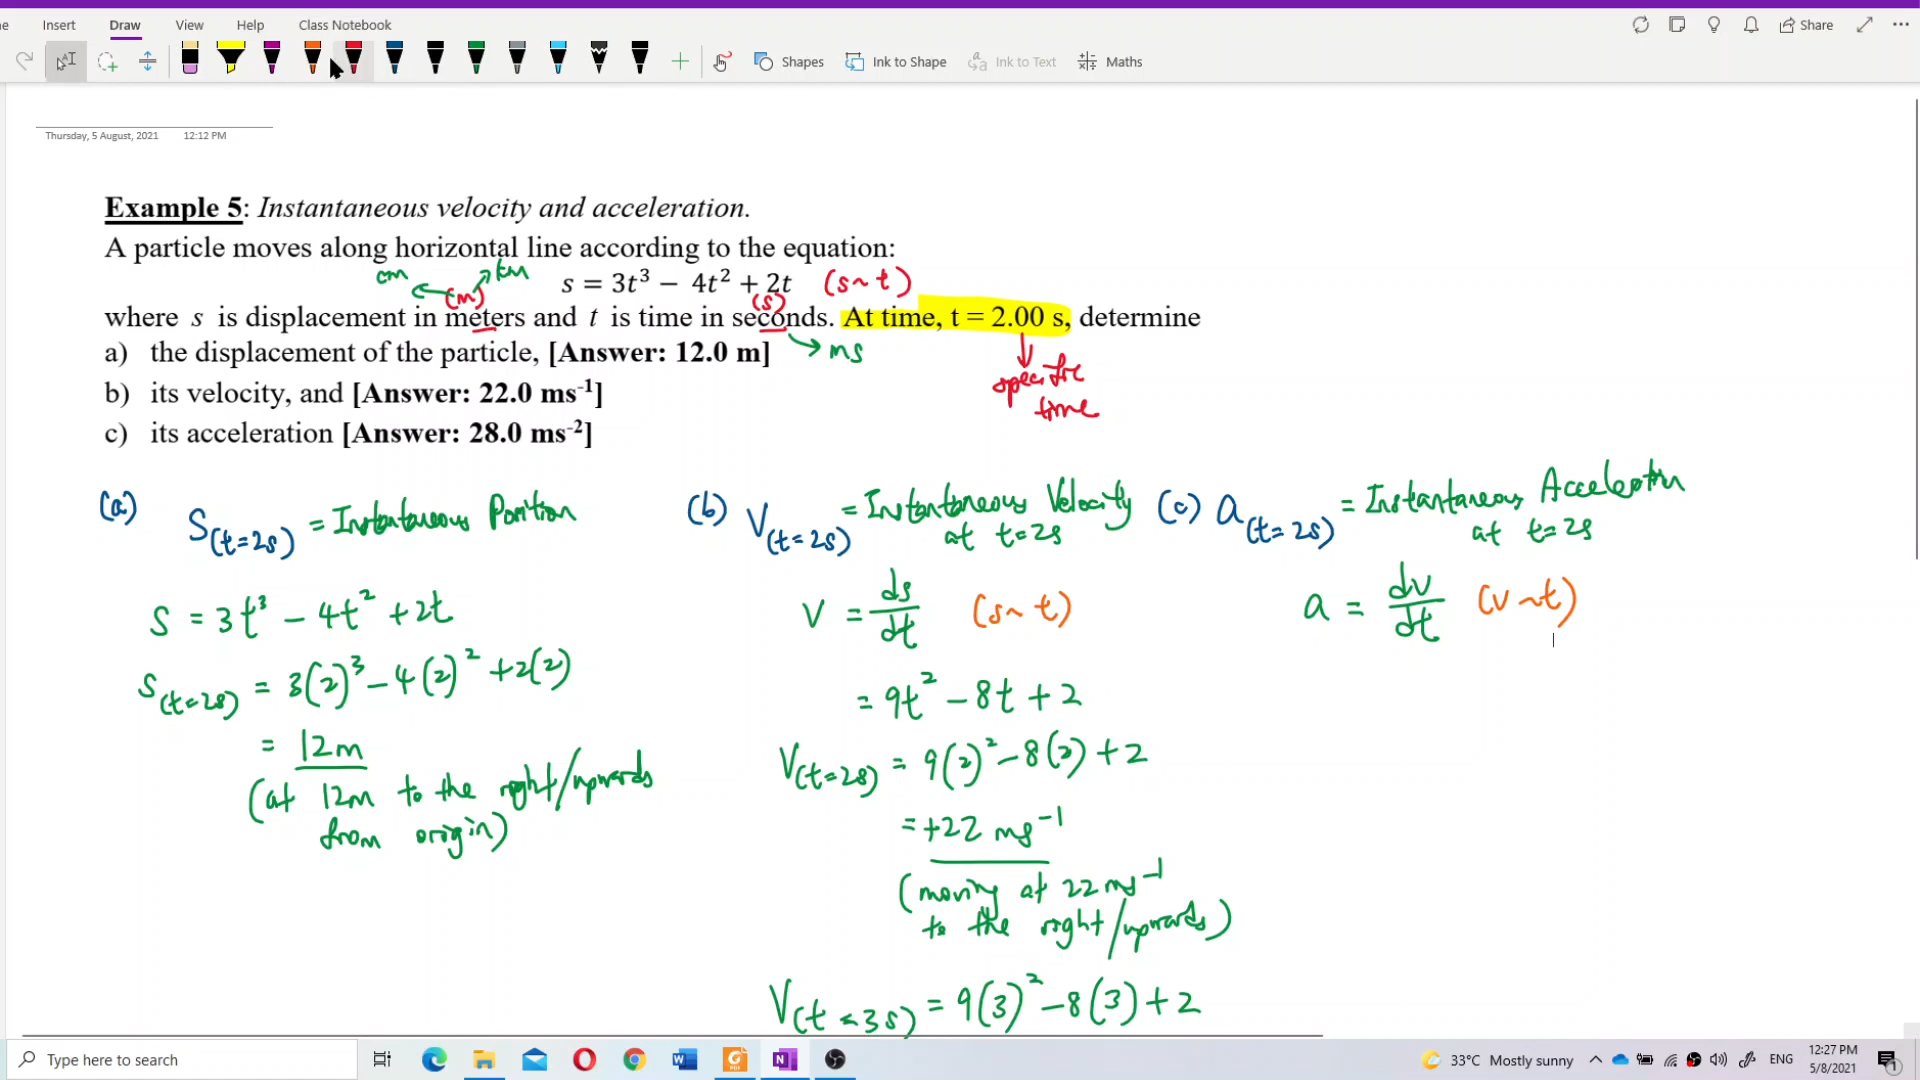 Insert Draw View Help Class Notebook
Share
Shapes Ink to Shape Ink to Text Maths
Thursday, 5 August, 2021 12:12 PM
Example 5: Instantaneous velocity and acceleration.
A particle moves along horizontal line according to the equation:
cm km
(m)
s = 3t³ − 4t² + 2t (s~t)
(s)
where s is displacement in meters and t is time in seconds. At time, t = 2.00 s, determine
a) the displacement of the particle, [Answer: 12.0 m]
ms
specific
time
b) its velocity, and [Answer: 22.0 ms⁻¹]
c) its acceleration [Answer: 28.0 ms⁻²]
(a) S(t=2s) = Instantaneous Position
S = 3t³ − 4t² + 2t
S(t=2s) = 3(2)³ − 4(2)² + 2(2)
= 12m
(at 12m to the right/upwards
from origin)
(b) V(t=2s) = Instantaneous Velocity
at t=2s
V = ds/dt (s~t)
= 9t² − 8t + 2
V(t=2s) = 9(2)² − 8(2) + 2
= +22 ms⁻¹
(moving at 22 ms⁻¹
to the right/upwards)
V(t=3s) = 9(3)² − 8(3) + 2
(c) a(t=2s) = Instantaneous Acceleration
at t=2s
a = dv/dt (v~t)
Type here to search
33°C Mostly sunny
ENG
12:27 PM
5/8/2021
1